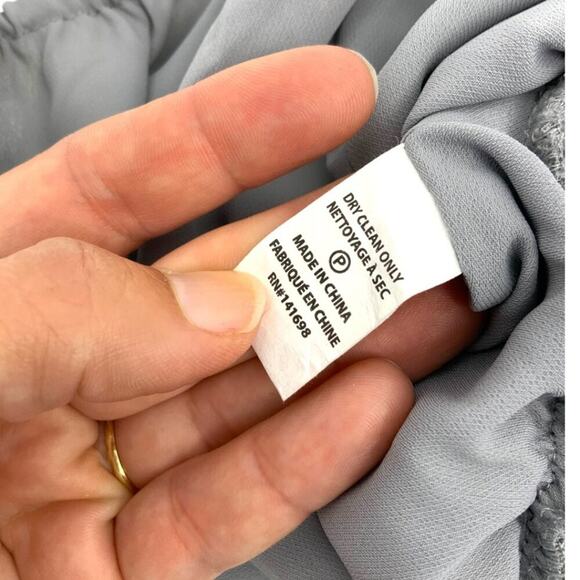 DRY CLEAN ONLY
NETTOYAGE À SEC
P
MADE IN CHINA
FABRIQUÉ EN CHINE
RN#141698